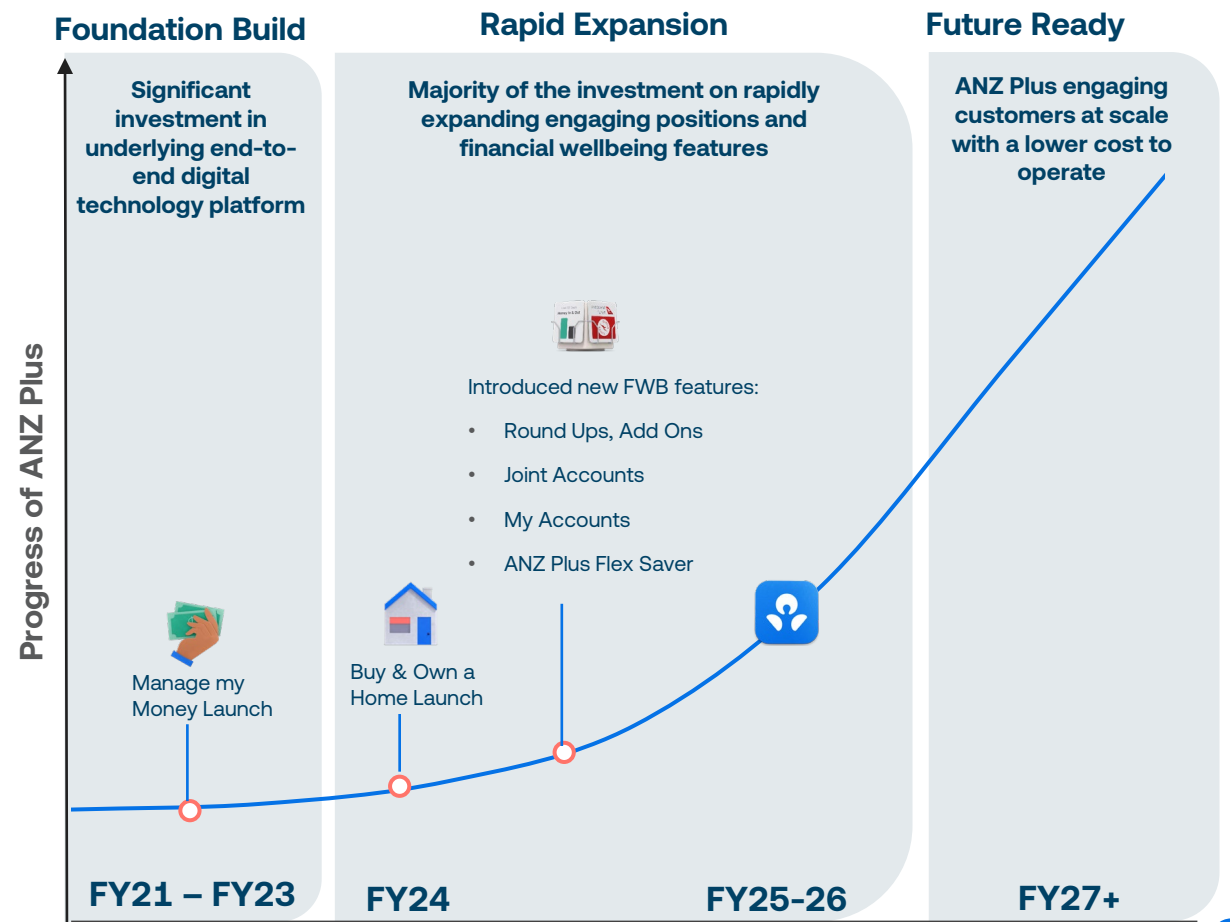 Foundation Build
Rapid Expansion
Future Ready
Significant
investment in
underlying end-to-
end digital
technology platform
Majority of the investment on rapidly
expanding engaging positions and
financial wellbeing features
ANZ Plus engaging
customers at scale
with a lower cost to
operate
Progress of ANZ Plus
Introduced new FWB features:
• Round Ups, Add Ons
• Joint Accounts
• My Accounts
• ANZ Plus Flex Saver
Manage my
Money Launch
Buy & Own a
Home Launch
FY21 – FY23
FY24
FY25-26
FY27+